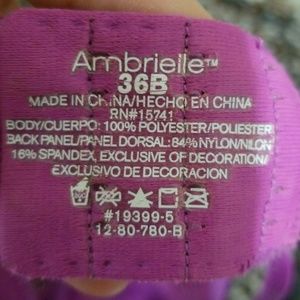 Ambrielle™
36B
MADE IN CHINA/HECHO EN CHINA
RN#15741
BODY/CUERPO: 100% POLYESTER/POLIESTER
BACK PANEL/PANEL DORSAL: 84% NYLON/NILON
16% SPANDEX, EXCLUSIVE OF DECORATION/
EXCLUSIVO DE DECORACION
#19399-5
12-80-780-B